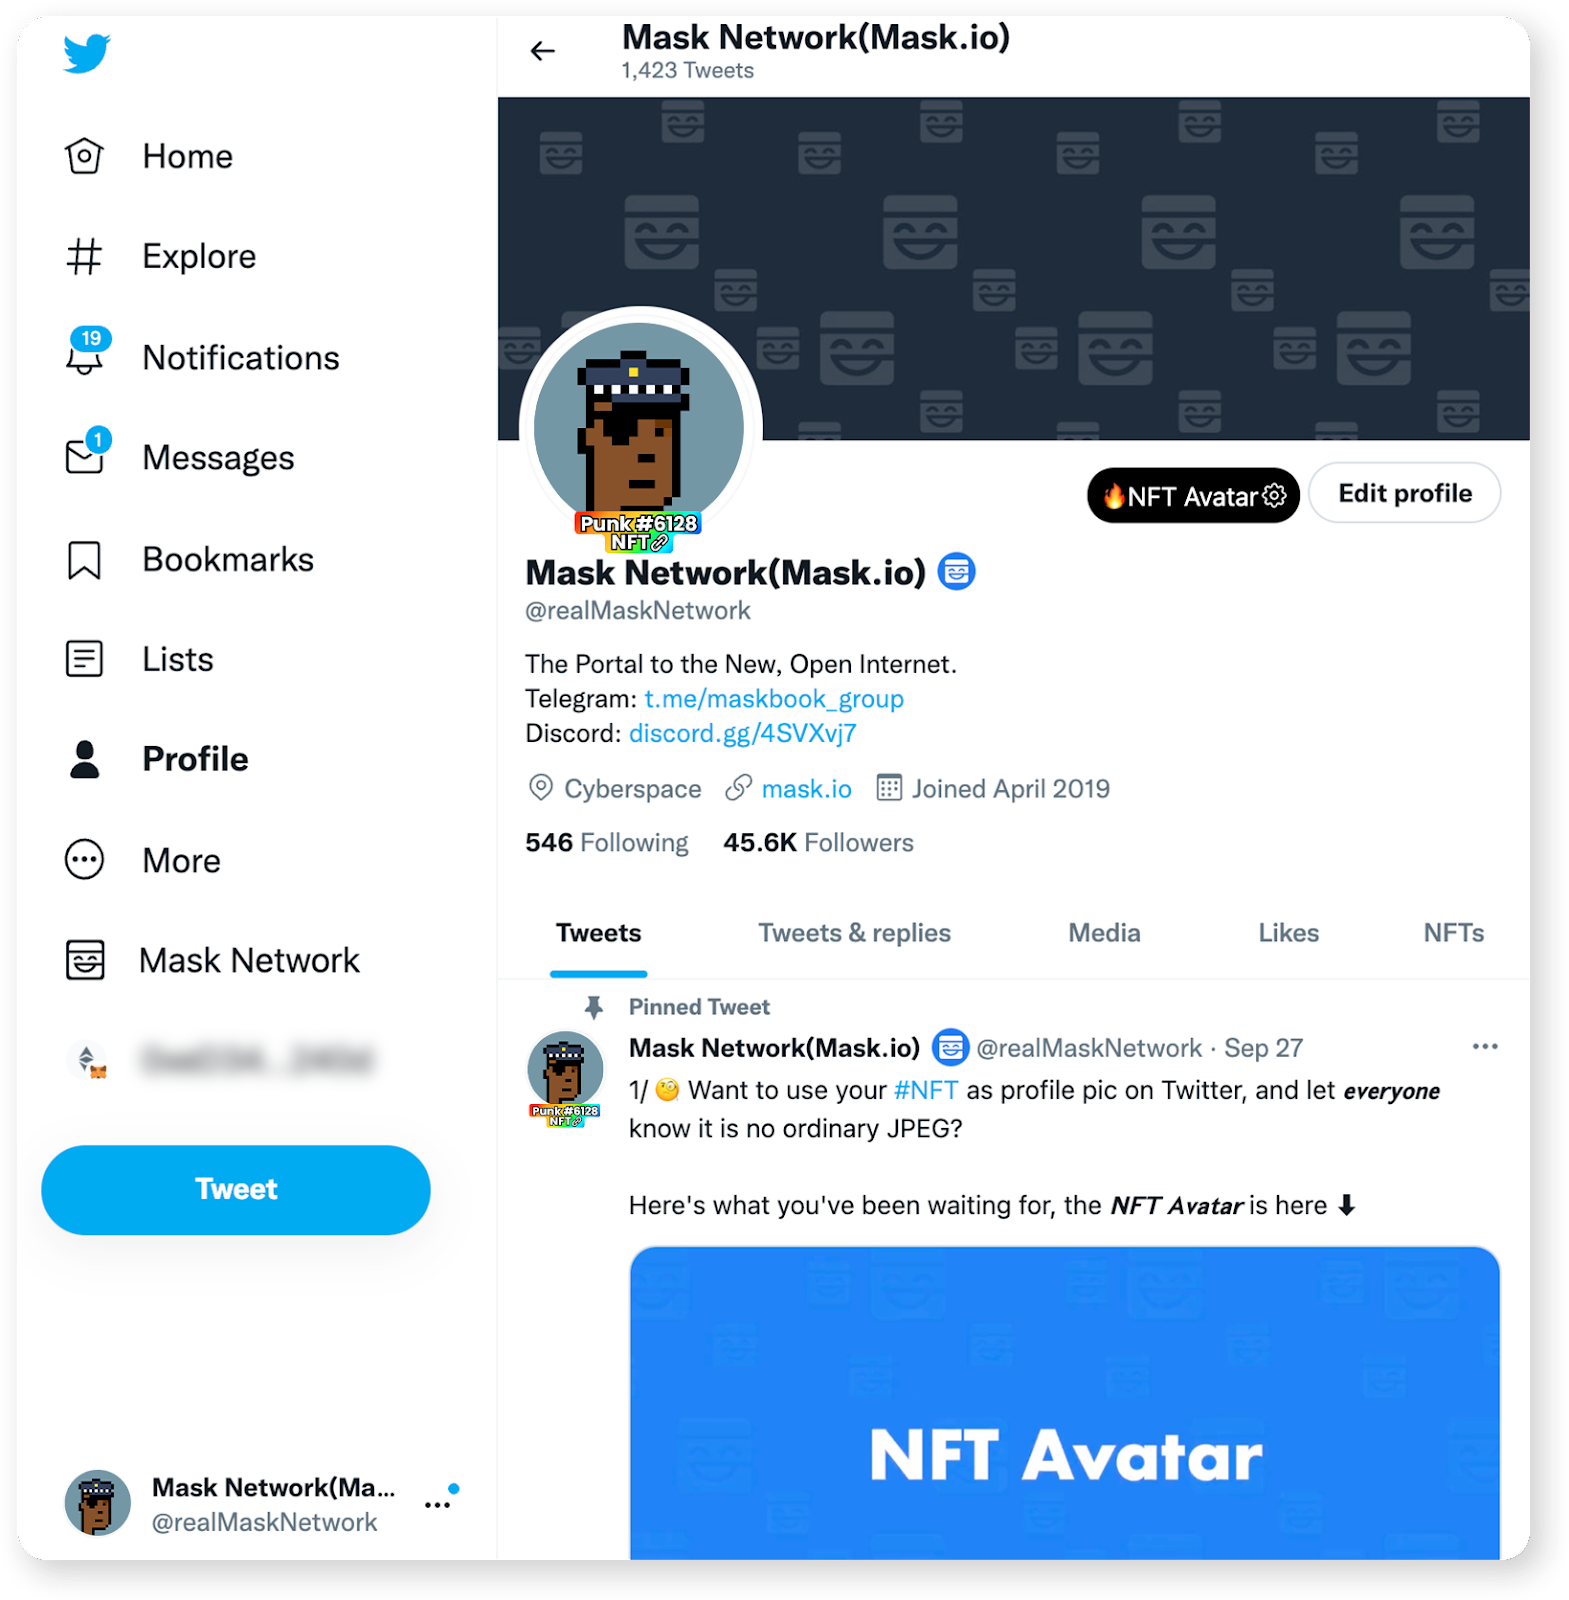 Home
Explore
19
Notifications
1
Messages
Bookmarks
Lists
Profile
More
Mask Network
Tweet
Mask Network(Ma...
@realMaskNetwork
Mask Network(Mask.io)
1,423 Tweets
Punk #6128
NFT
🔥NFT Avatar
Edit profile
Mask Network(Mask.io)
@realMaskNetwork
The Portal to the New, Open Internet.
Telegram: t.me/maskbook_group
Discord: discord.gg/4SVXvj7
Cyberspace mask.io Joined April 2019
546 Following 45.6K Followers
Tweets Tweets & replies Media Likes NFTs
Pinned Tweet
Mask Network(Mask.io) @realMaskNetwork · Sep 27
Punk #6128
NFT
1/ 🧐 Want to use your #NFT as profile pic on Twitter, and let everyone
know it is no ordinary JPEG?
Here's what you've been waiting for, the NFT Avatar is here ⬇
NFT Avatar